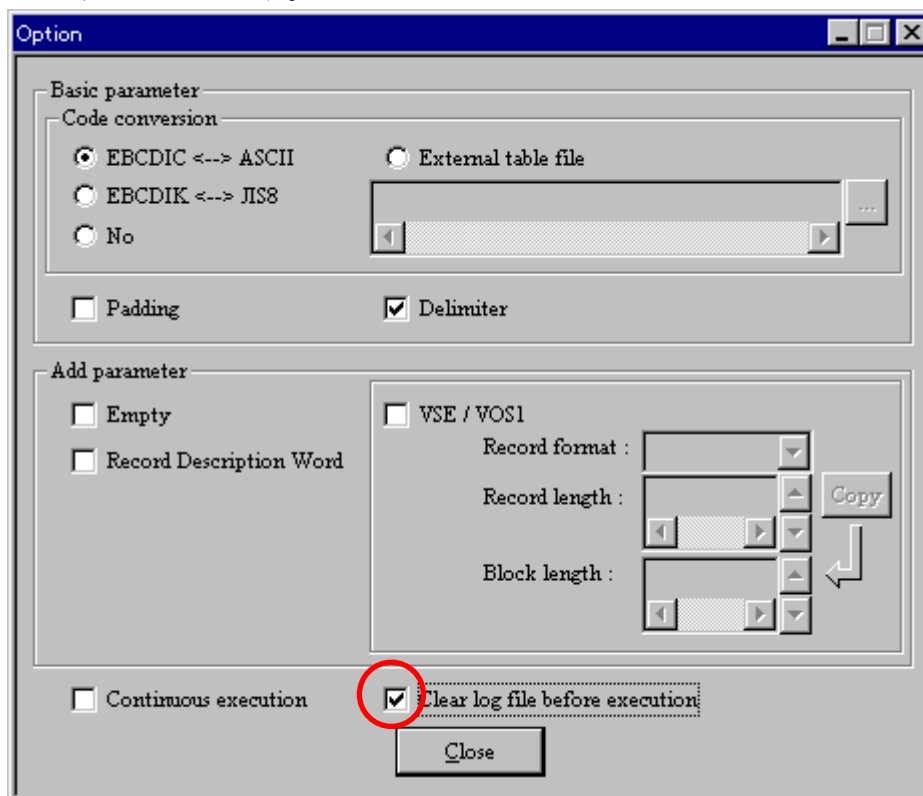 Option
Basic parameter
Code conversion
EBCDIC <--> ASCII
External table file
EBCDIK <--> JIS8
...
No
Padding
Delimiter
Add parameter
Empty
VSE / VOS1
Record Description Word
Record format :
Record length :
Copy
Block length :
Continuous execution
Clear log file before execution
Close